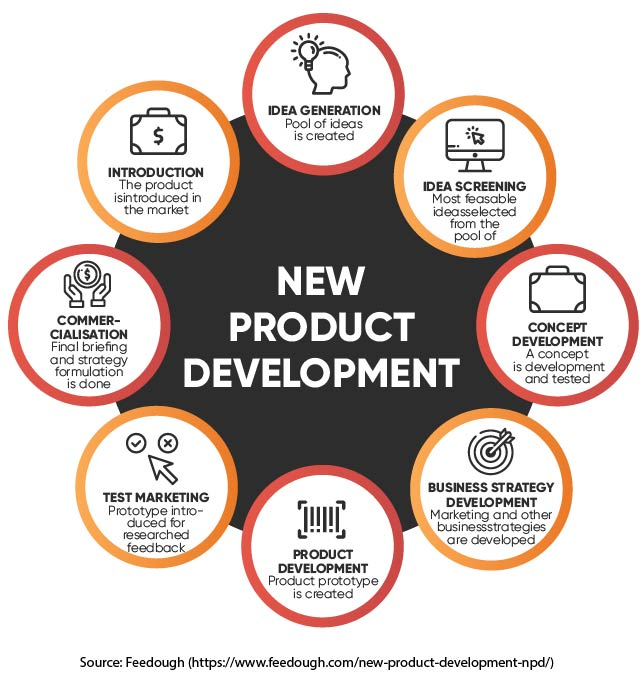 IDEA GENERATION
Pool of ideas
is created
IDEA SCREENING
Most feasable
ideasselected
from the
pool of
CONCEPT
DEVELOPMENT
A concept
is development
and tested
BUSINESS STRATEGY
DEVELOPMENT
Marketing and other
businessstrategies
are developed
PRODUCT
DEVELOPMENT
Product prototype
is created
TEST MARKETING
Prototype intro-
duced for
researched
feedback
COMMER-
CIALISATION
Final briefing
and strategy
formulation
is done
INTRODUCTION
The product
isintroduced in
the market
NEW
PRODUCT
DEVELOPMENT
Source: Feedough (https://www.feedough.com/new-product-development-npd/)